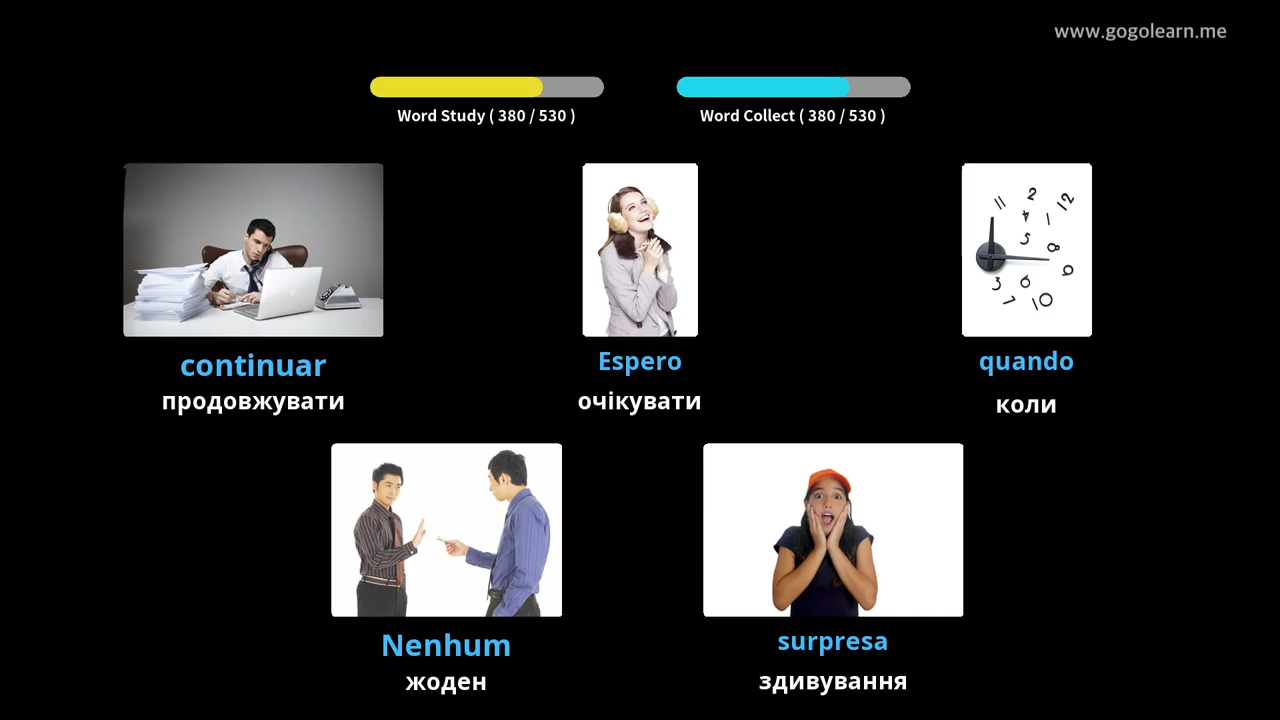 www.gogolearn.me
Word Study ( 380 / 530 )
Word Collect ( 380 / 530 )
continuar
продовжувати
Espero
очікувати
quando
коли
Nenhum
жоден
surpresa
здивування